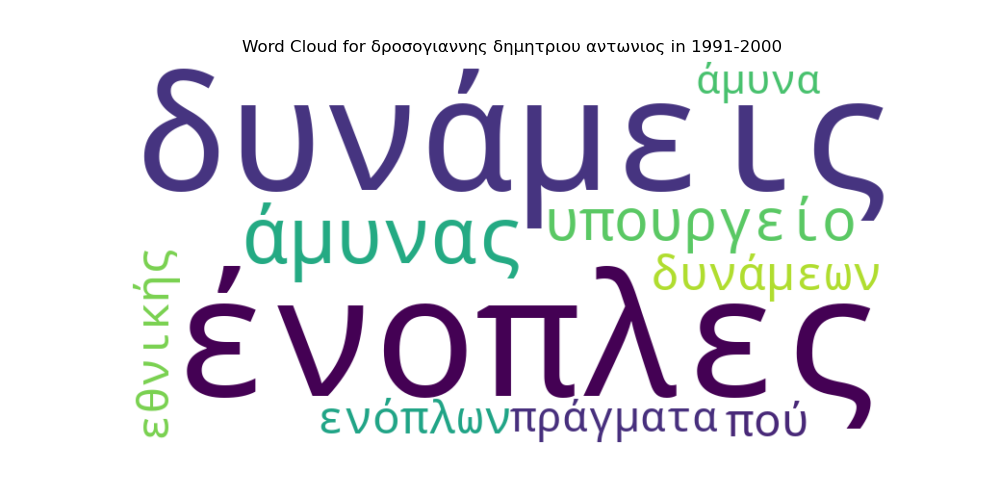 Word Cloud for δροσογιαννης δημητριου αντωνιος in 1991-2000
άμυνα
δυνάμεις
υπουργείο
άμυνας
δυνάμεων
εθνικής
ένοπλες
ενόπλων
πράγματα
πού